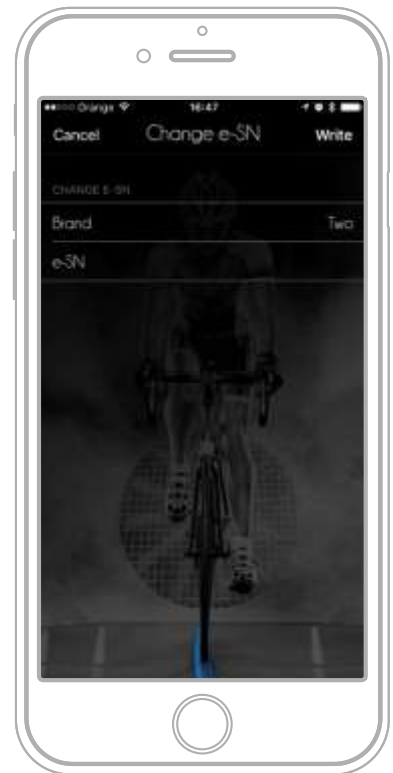 Orange 16:47
Cancel Change e-SN Write
CHANGE E-SN
Brand Two
e-SN